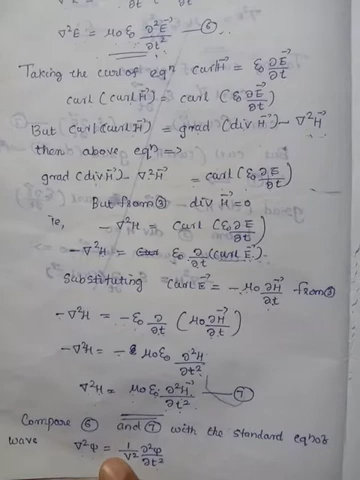 ∇²E = μ₀ε₀ ∂²E⃗/∂t² — ⑥
Taking the curl of eqⁿ curl H⃗ = ε₀ ∂E⃗/∂t
curl (curl H⃗) = curl (ε₀ ∂E⃗/∂t)
But curl (curl H⃗) = grad (div H⃗) - ∇²H⃗
then above eqⁿ ⇒
grad (div H⃗) - ∇²H⃗ = curl (ε₀ ∂E/∂t)
But from ③ - div H⃗ = 0
ie, - ∇²H = curl (ε₀ ∂E⃗/∂t)
- ∇²H = ε₀ ∂/∂t (curl E⃗).
Substituting curl E⃗ = - μ₀ ∂H⃗/∂t from
-∇²H = -ε₀ ∂/∂t (μ₀ ∂H⃗/∂t)
-∇²H = - μ₀ε₀ ∂²H/∂t²
∇²H = μ₀ε₀ ∂²H⃗/∂t² — ⑦
Compare ⑥ and ⑦ with the standard eqⁿ of
wave ∇²φ = 1/V² ∂²φ/∂t²